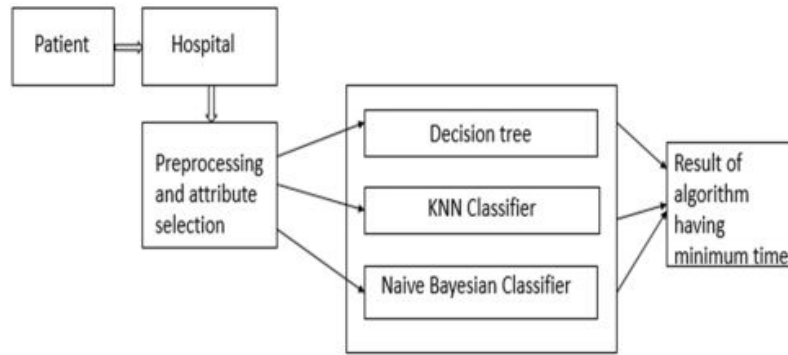 Patient
Hospital
Preprocessing
and attribute
selection
Decision tree
KNN Classifier
Naive Bayesian Classifier
Result of
algorithm
having
minimum time